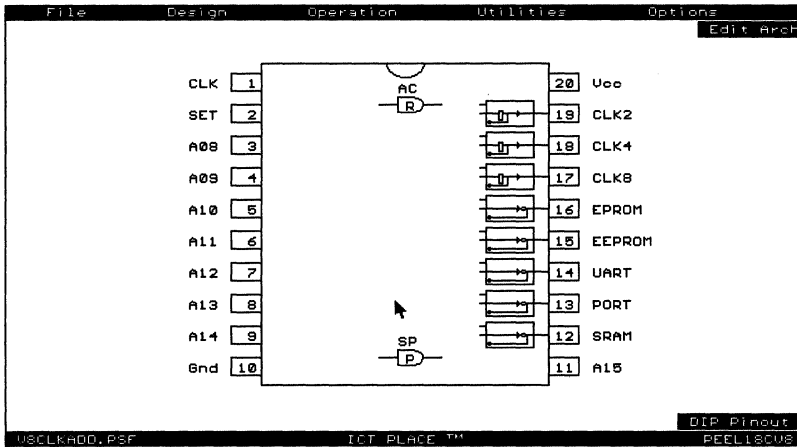 File Design Operation Utilities Options
Edit Arch
CLK 1 AC 20 Vcc
R
SET 2 19 CLK2
A08 3 18 CLK4
A09 4 17 CLK8
A10 5 16 EPROM
A11 6 15 EEPROM
A12 7 14 UART
A13 8 13 PORT
A14 9 SP 12 SRAM
P
Gnd 10 11 A15
DIP Pinout
V8CLKADD.PSF ICT PLACE ™ PEEL18CV8